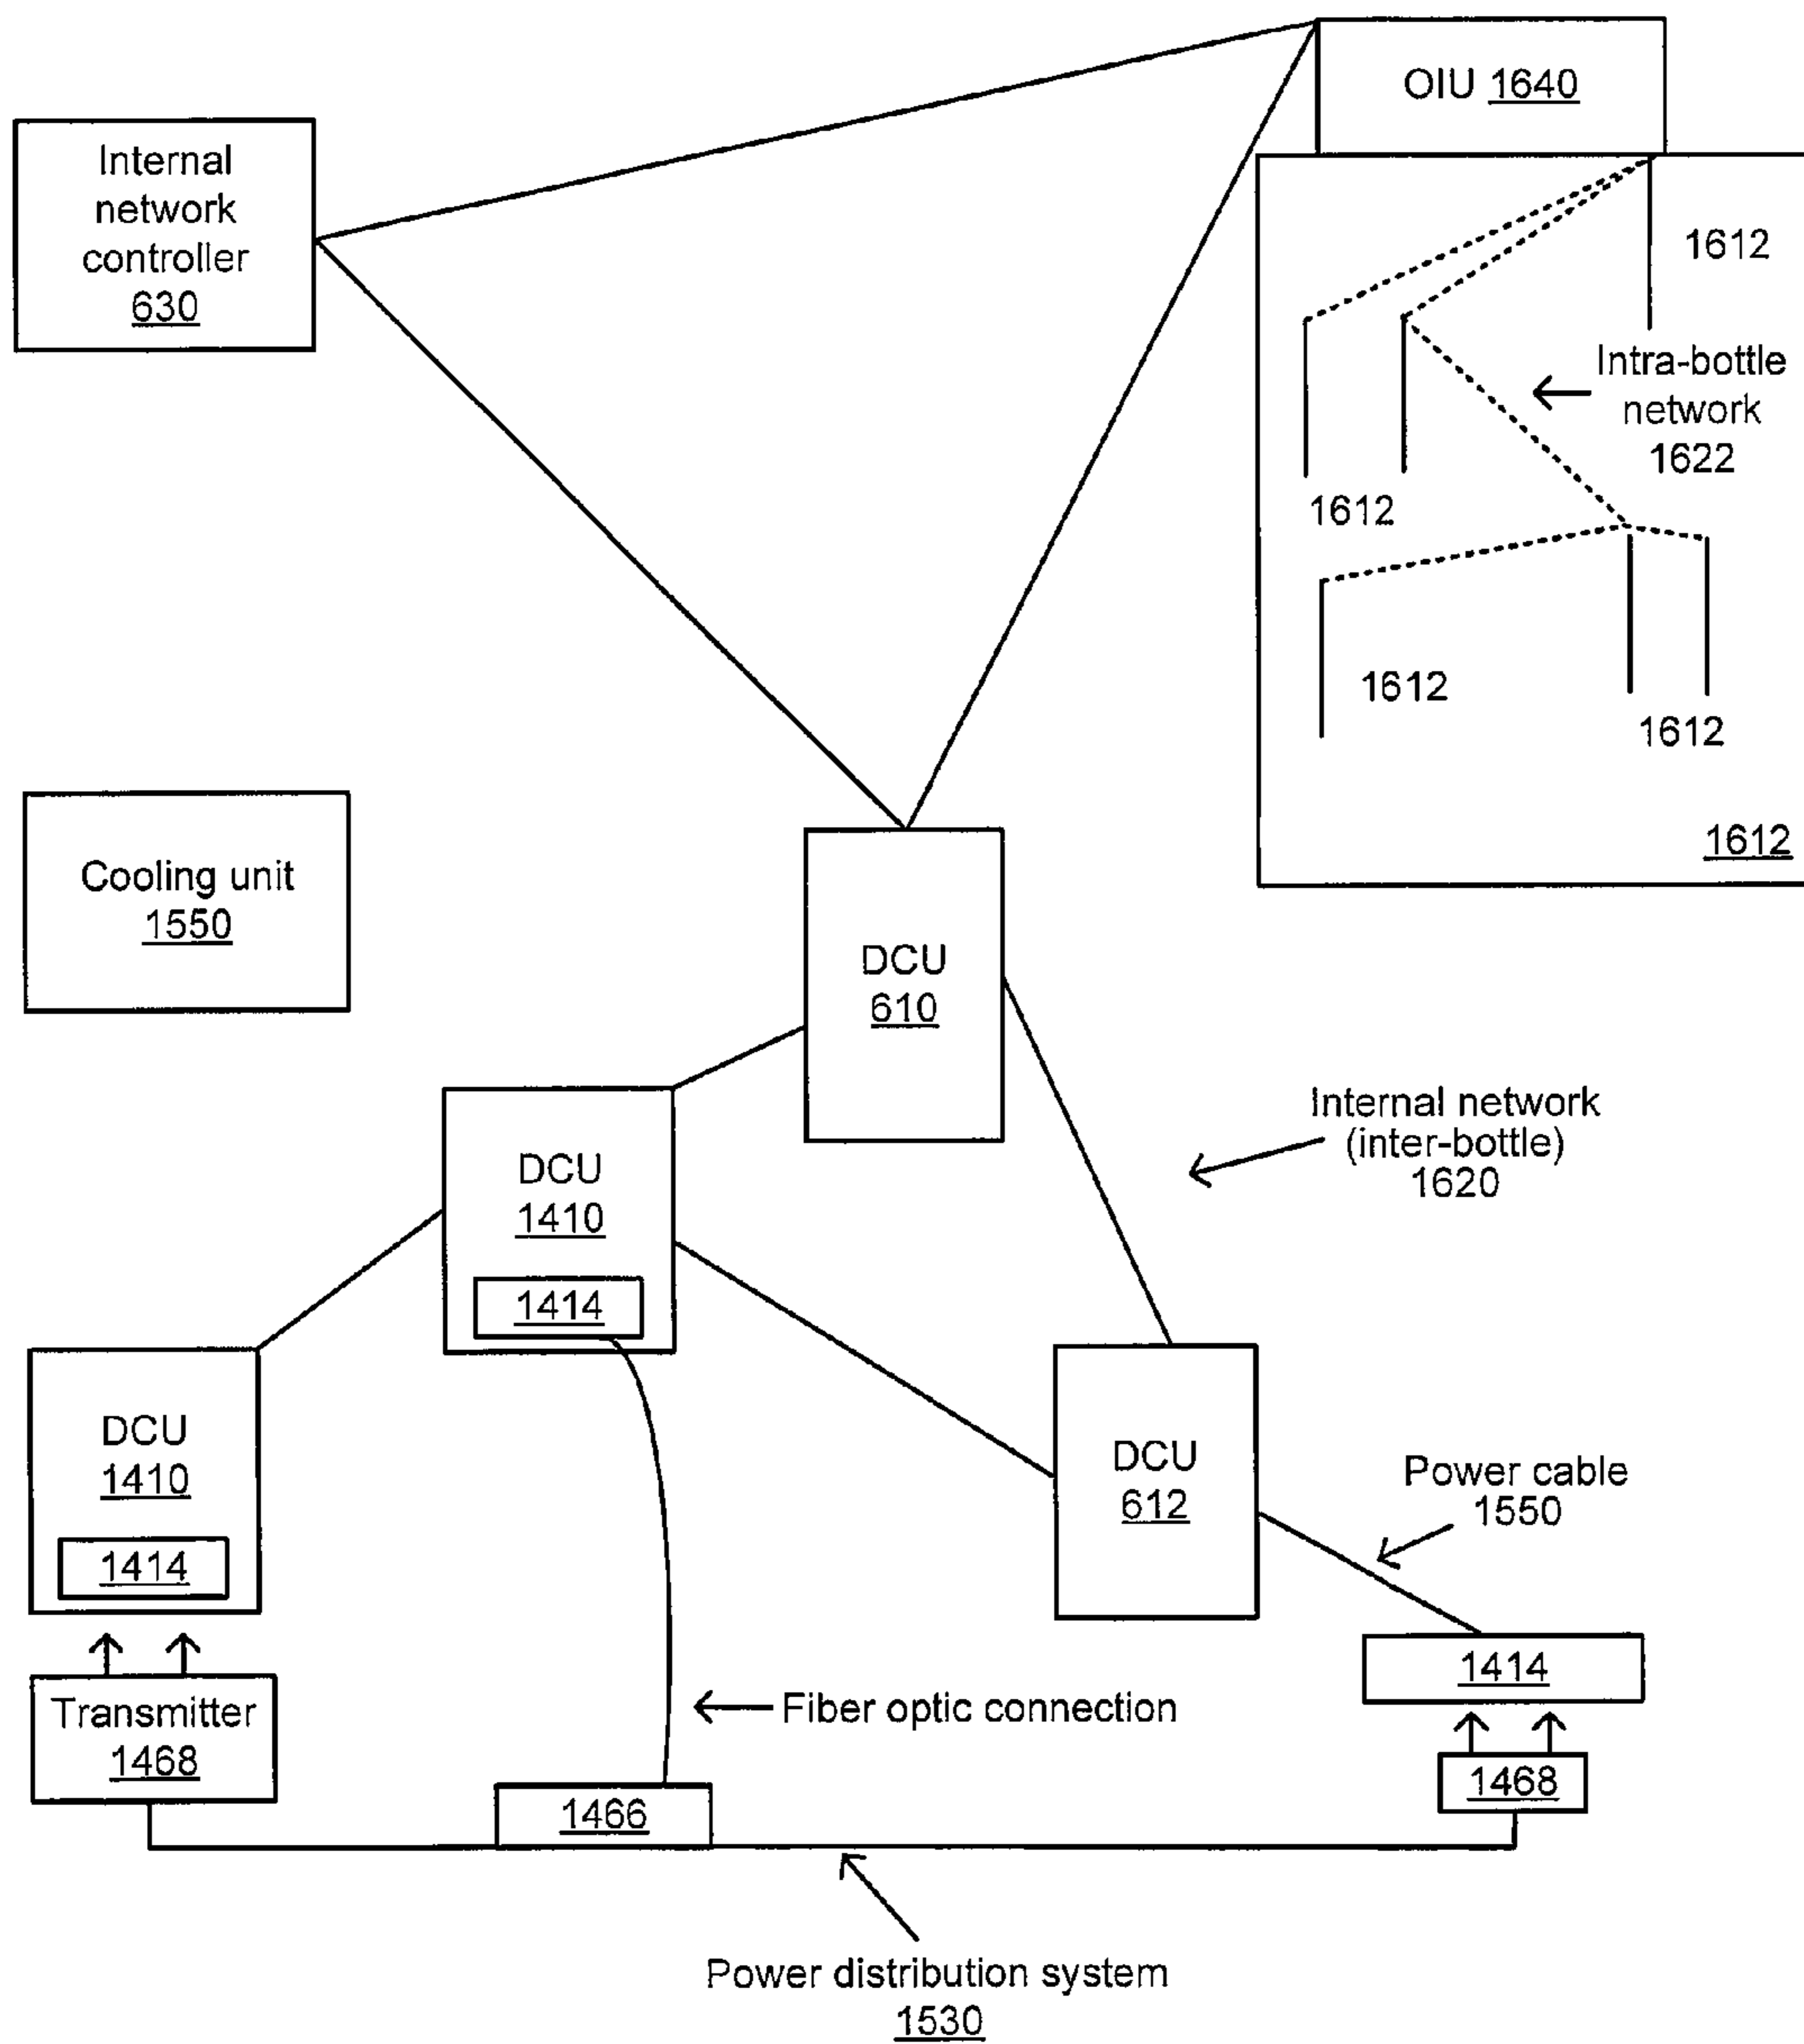 OIU 1640
Internal
network
controller
630
1612
Intra-bottle
network
1622
1612
1612
1612
1612
Cooling unit
1550
DCU
610
Internal network
(inter-bottle)
1620
DCU
1410
1414
DCU
1410
1414
DCU
612
Power cable
1550
1414
Transmitter
1468
Fiber optic connection
1468
1466
Power distribution system
1530